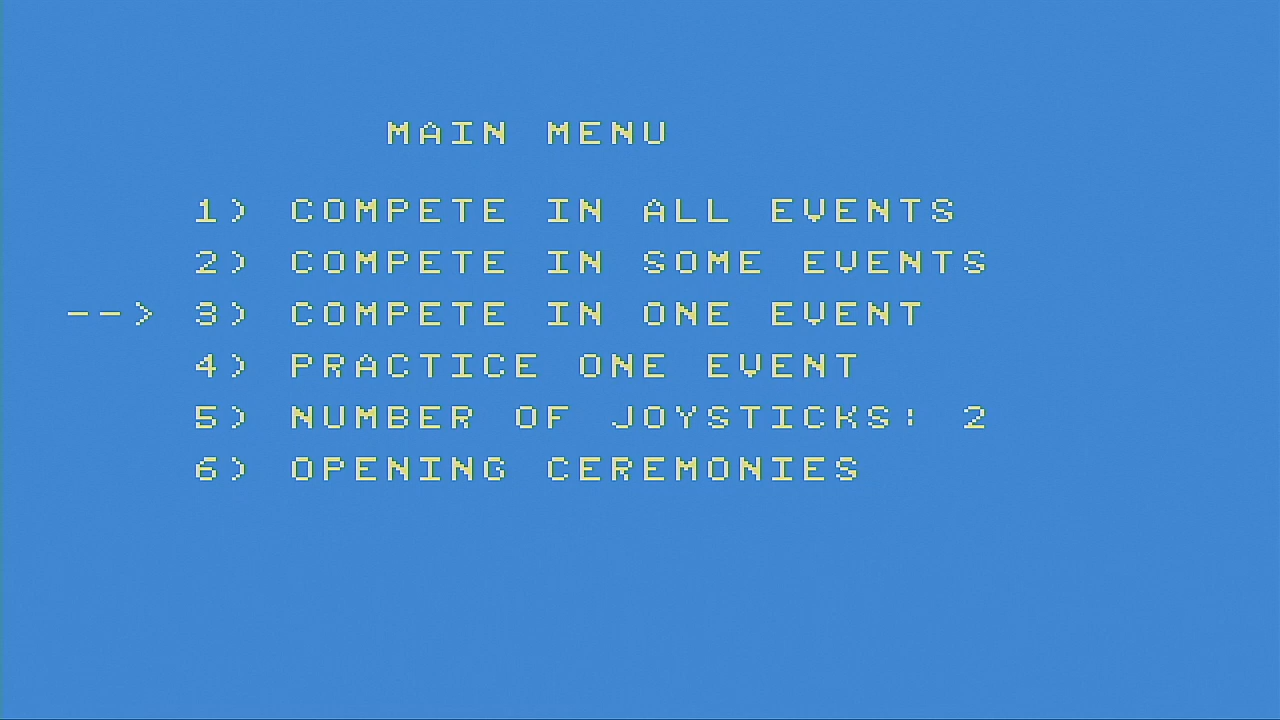 MAIN MENU
1) COMPETE IN ALL EVENTS
2) COMPETE IN SOME EVENTS
--> 3) COMPETE IN ONE EVENT
4) PRACTICE ONE EVENT
5) NUMBER OF JOYSTICKS: 2
6) OPENING CEREMONIES